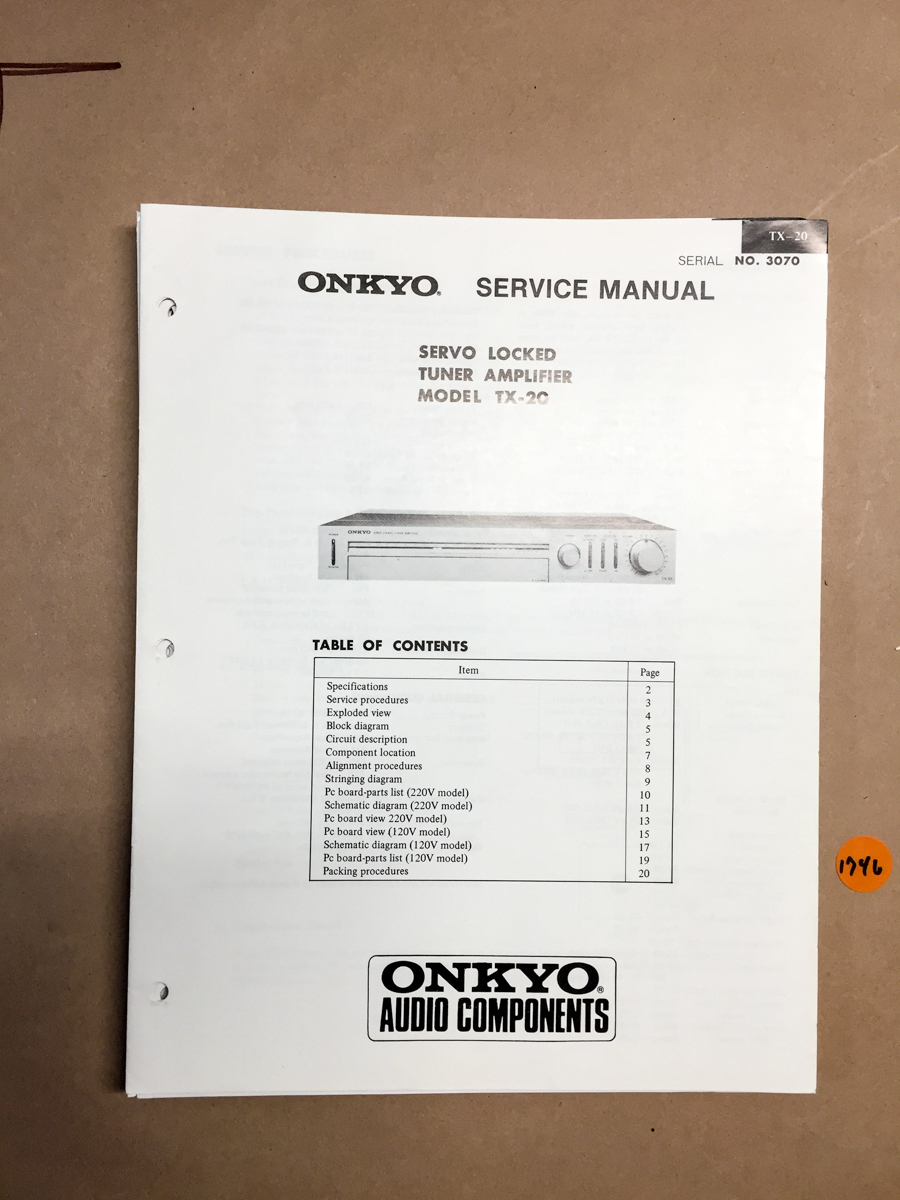 TX-20
SERIAL NO. 3070
ONKYO® SERVICE MANUAL
SERVO LOCKED
TUNER AMPLIFIER
MODEL TX-20
ONKYO
TABLE OF CONTENTS
Item Page
Specifications 2
Service procedures 3
Exploded view 4
Block diagram 5
Circuit description 5
Component location 7
Alignment procedures 8
Stringing diagram 9
Pc board-parts list (220V model) 10
Schematic diagram (220V model) 11
Pc board view 220V model) 13
Pc board view (120V model) 15
Schematic diagram (120V model) 17
Pc board-parts list (120V model) 19
Packing procedures 20
1746
ONKYO®
AUDIO COMPONENTS